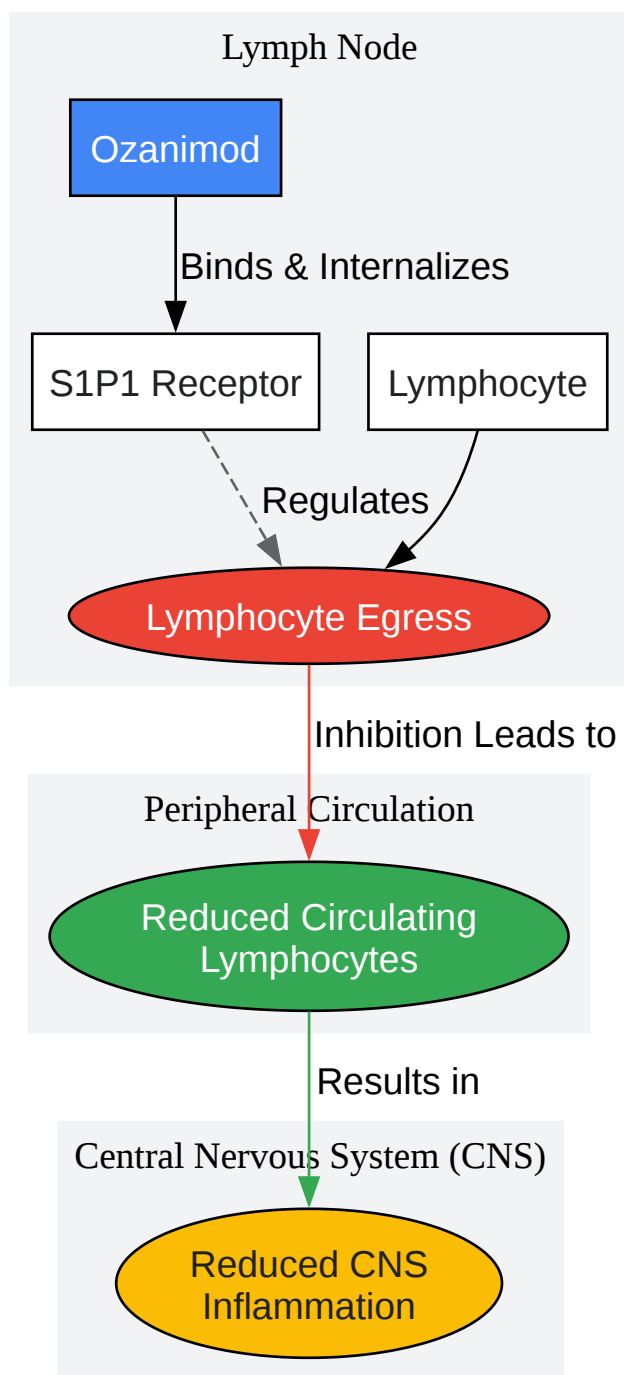 Lymph Node
Ozanimod
Binds & Internalizes
S1P1 Receptor
Lymphocyte
Regulates
Lymphocyte Egress
Inhibition Leads to
Peripheral Circulation
Reduced Circulating
Lymphocytes
Results in
Central Nervous System (CNS)
Reduced CNS
Inflammation